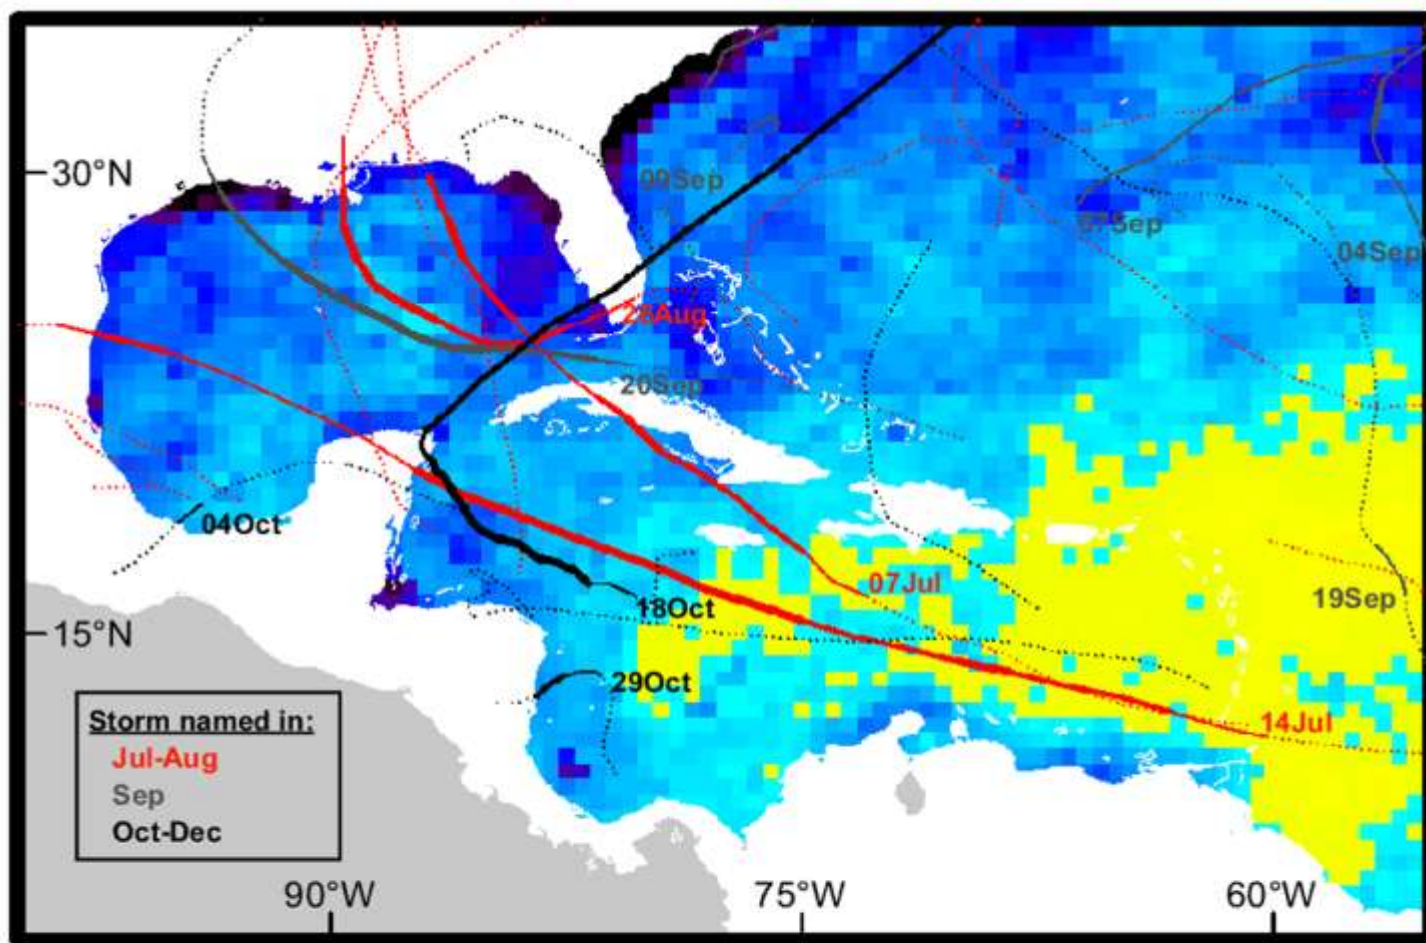 30°N
09Sep
07Sep
04Sep
28Aug
20Sep
04Oct
07Jul
18Oct
19Sep
15°N
29Oct
14Jul
Storm named in:
Jul-Aug
Sep
Oct-Dec
90°W
75°W
60°W